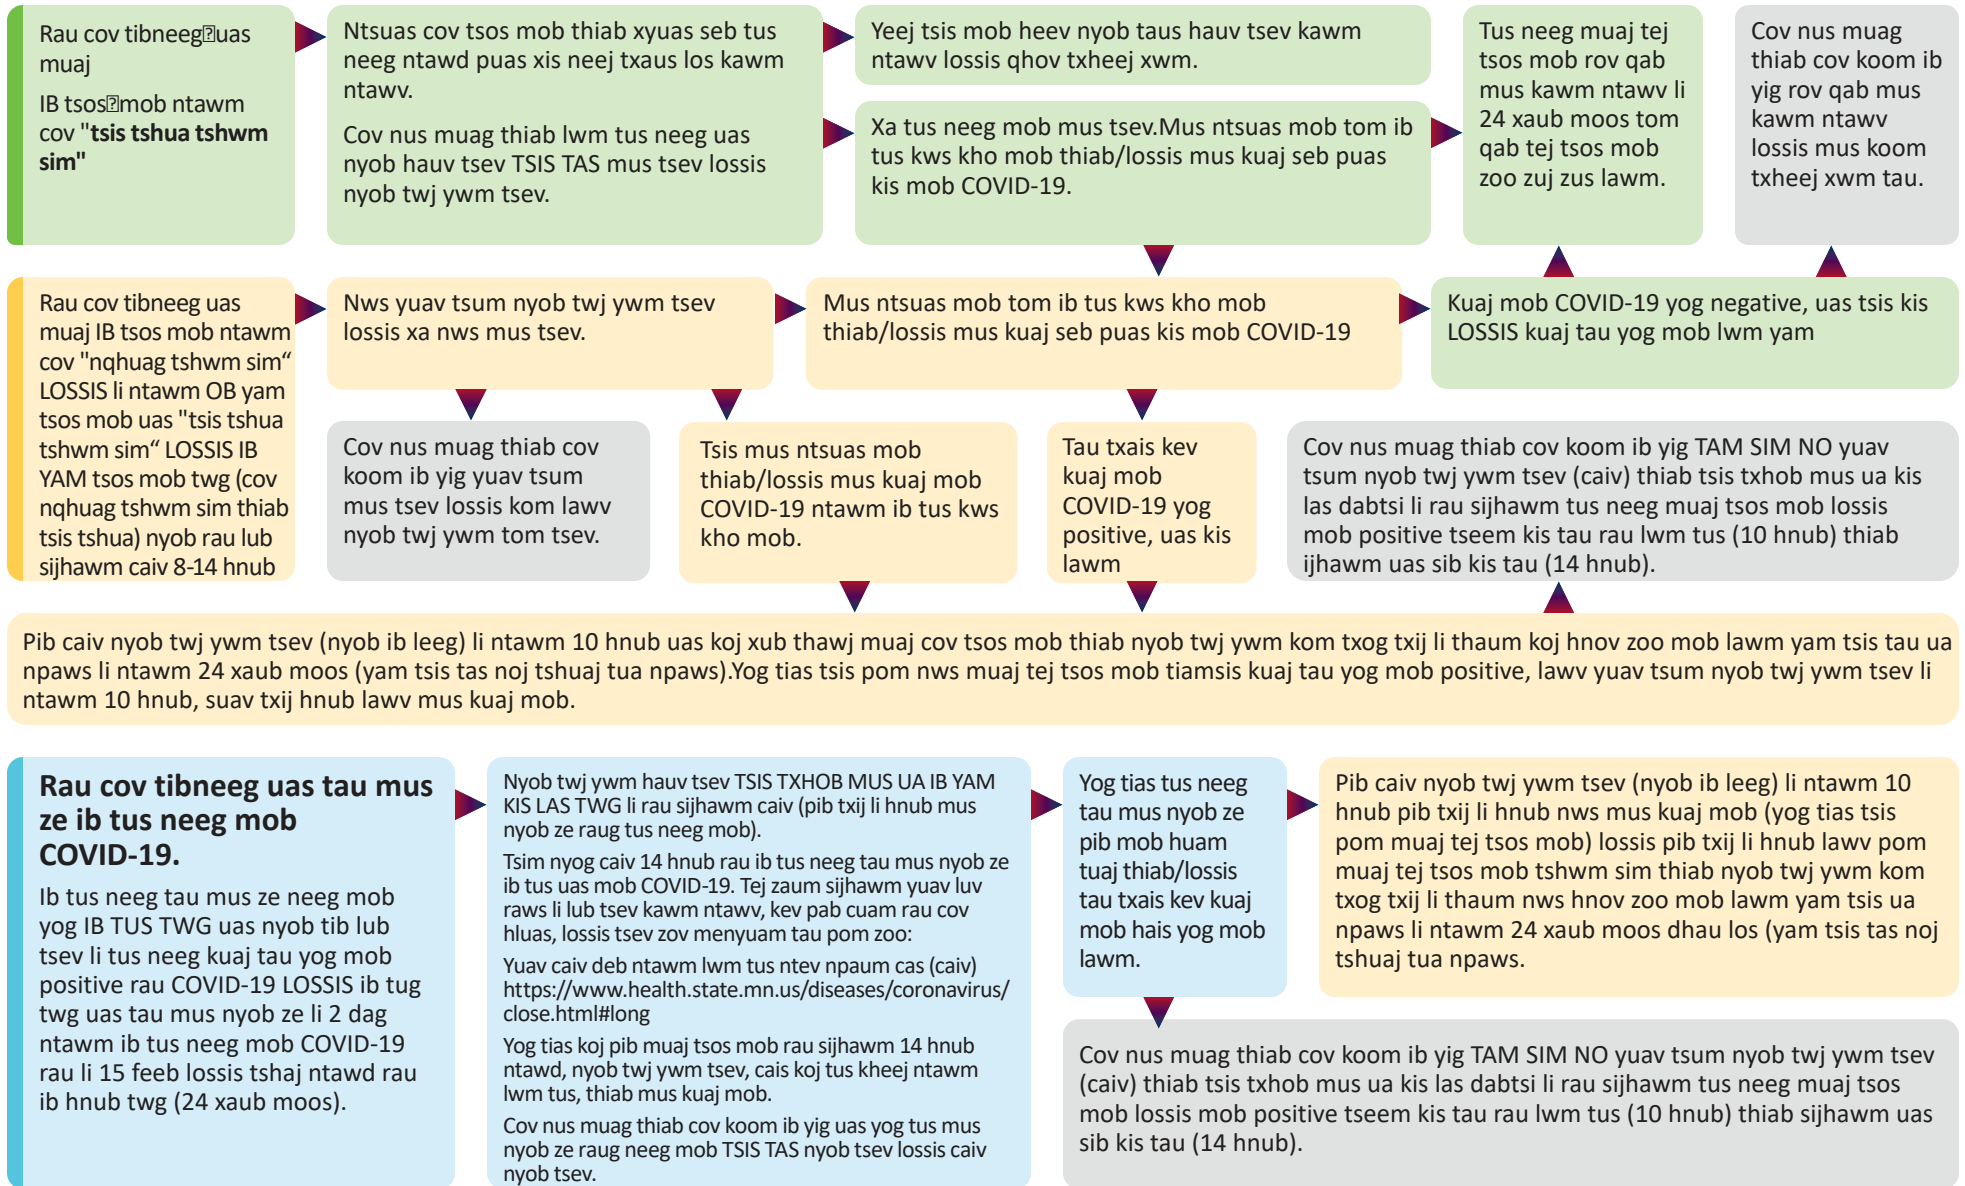 Rau cov tibneeg⍰uas
muaj
IB tsos⍰mob ntawm
cov "tsis tshua tshwm
sim"
Ntsuas cov tsos mob thiab xyuas seb tus
neeg ntawd puas xis neej txaus los kawm
ntawv.
Cov nus muag thiab lwm tus neeg uas
nyob hauv tsev TSIS TAS mus tsev lossis
nyob twj ywm tsev.
Yeej tsis mob heev nyob taus hauv tsev kawm
ntawv lossis qhov txheej xwm.
Xa tus neeg mob mus tsev.Mus ntsuas mob tom ib
tus kws kho mob thiab/lossis mus kuaj seb puas
kis mob COVID-19.
Tus neeg muaj tej
tsos mob rov qab
mus kawm ntawv li
24 xaub moos tom
qab tej tsos mob
zoo zuj zus lawm.
Cov nus muag
thiab cov koom ib
yig rov qab mus
kawm ntawv
lossis mus koom
txheej xwm tau.
Rau cov tibneeg uas
muaj IB tsos mob ntawm
cov "nqhuag tshwm sim“
LOSSIS li ntawm OB yam
tsos mob uas "tsis tshua
tshwm sim“ LOSSIS IB
YAM tsos mob twg (cov
nqhuag tshwm sim thiab
tsis tshua) nyob rau lub
sijhawm caiv 8-14 hnub
Nws yuav tsum nyob twj ywm tsev
lossis xa nws mus tsev.
Mus ntsuas mob tom ib tus kws kho mob
thiab/lossis mus kuaj seb puas kis mob COVID-19
Kuaj mob COVID-19 yog negative, uas tsis kis
LOSSIS kuaj tau yog mob lwm yam
Cov nus muag thiab cov
koom ib yig yuav tsum
mus tsev lossis kom lawv
nyob twj ywm tom tsev.
Tsis mus ntsuas mob
thiab/lossis mus kuaj mob
COVID-19 ntawm ib tus kws
kho mob.
Tau txais kev
kuaj mob
COVID-19 yog
positive, uas kis
lawm
Cov nus muag thiab cov koom ib yig TAM SIM NO yuav
tsum nyob twj ywm tsev (caiv) thiab tsis txhob mus ua kis
las dabtsi li rau sijhawm tus neeg muaj tsos mob lossis
mob positive tseem kis tau rau lwm tus (10 hnub) thiab
ijhawm uas sib kis tau (14 hnub).
Pib caiv nyob twj ywm tsev (nyob ib leeg) li ntawm 10 hnub uas koj xub thawj muaj cov tsos mob thiab nyob twj ywm kom txog txij li thaum koj hnov zoo mob lawm yam tsis tau ua
npaws li ntawm 24 xaub moos (yam tsis tas noj tshuaj tua npaws).Yog tias tsis pom nws muaj tej tsos mob tiamsis kuaj tau yog mob positive, lawv yuav tsum nyob twj ywm tsev li
ntawm 10 hnub, suav txij hnub lawv mus kuaj mob.
Rau cov tibneeg uas tau mus
ze ib tus neeg mob
COVID-19.
Ib tus neeg tau mus ze neeg mob
yog IB TUS TWG uas nyob tib lub
tsev li tus neeg kuaj tau yog mob
positive rau COVID-19 LOSSIS ib tug
twg uas tau mus nyob ze li 2 dag
ntawm ib tus neeg mob COVID-19
rau li 15 feeb lossis tshaj ntawd rau
ib hnub twg (24 xaub moos).
Nyob twj ywm hauv tsev TSIS TXHOB MUS UA IB YAM
KIS LAS TWG li rau sijhawm caiv (pib txij li hnub mus
nyob ze raug tus neeg mob).
Tsim nyog caiv 14 hnub rau ib tus neeg tau mus nyob ze
ib tus uas mob COVID-19. Tej zaum sijhawm yuav luv
raws li lub tsev kawm ntawv, kev pab cuam rau cov
hluas, lossis tsev zov menyuam tau pom zoo:
Yuav caiv deb ntawm lwm tus ntev npaum cas (caiv)
https://www.health.state.mn.us/diseases/coronavirus/
close.html#long
Yog tias koj pib muaj tsos mob rau sijhawm 14 hnub
ntawd, nyob twj ywm tsev, cais koj tus kheej ntawm
lwm tus, thiab mus kuaj mob.
Cov nus muag thiab cov koom ib yig uas yog tus mus
nyob ze raug neeg mob TSIS TAS nyob tsev lossis caiv
nyob tsev.
Yog tias tus neeg
tau mus nyob ze
pib mob huam
tuaj thiab/lossis
tau txais kev kuaj
mob hais yog mob
lawm.
Pib caiv nyob twj ywm tsev (nyob ib leeg) li ntawm 10
hnub pib txij li hnub nws mus kuaj mob (yog tias tsis
pom muaj tej tsos mob) lossis pib txij li hnub lawv pom
muaj tej tsos mob tshwm sim thiab nyob twj ywm kom
txog txij li thaum nws hnov zoo mob lawm yam tsis ua
npaws li ntawm 24 xaub moos dhau los (yam tsis tas noj
tshuaj tua npaws.
Cov nus muag thiab cov koom ib yig TAM SIM NO yuav tsum nyob twj ywm tsev
(caiv) thiab tsis txhob mus ua kis las dabtsi li rau sijhawm tus neeg muaj tsos
mob lossis mob positive tseem kis tau rau lwm tus (10 hnub) thiab sijhawm uas
sib kis tau (14 hnub).